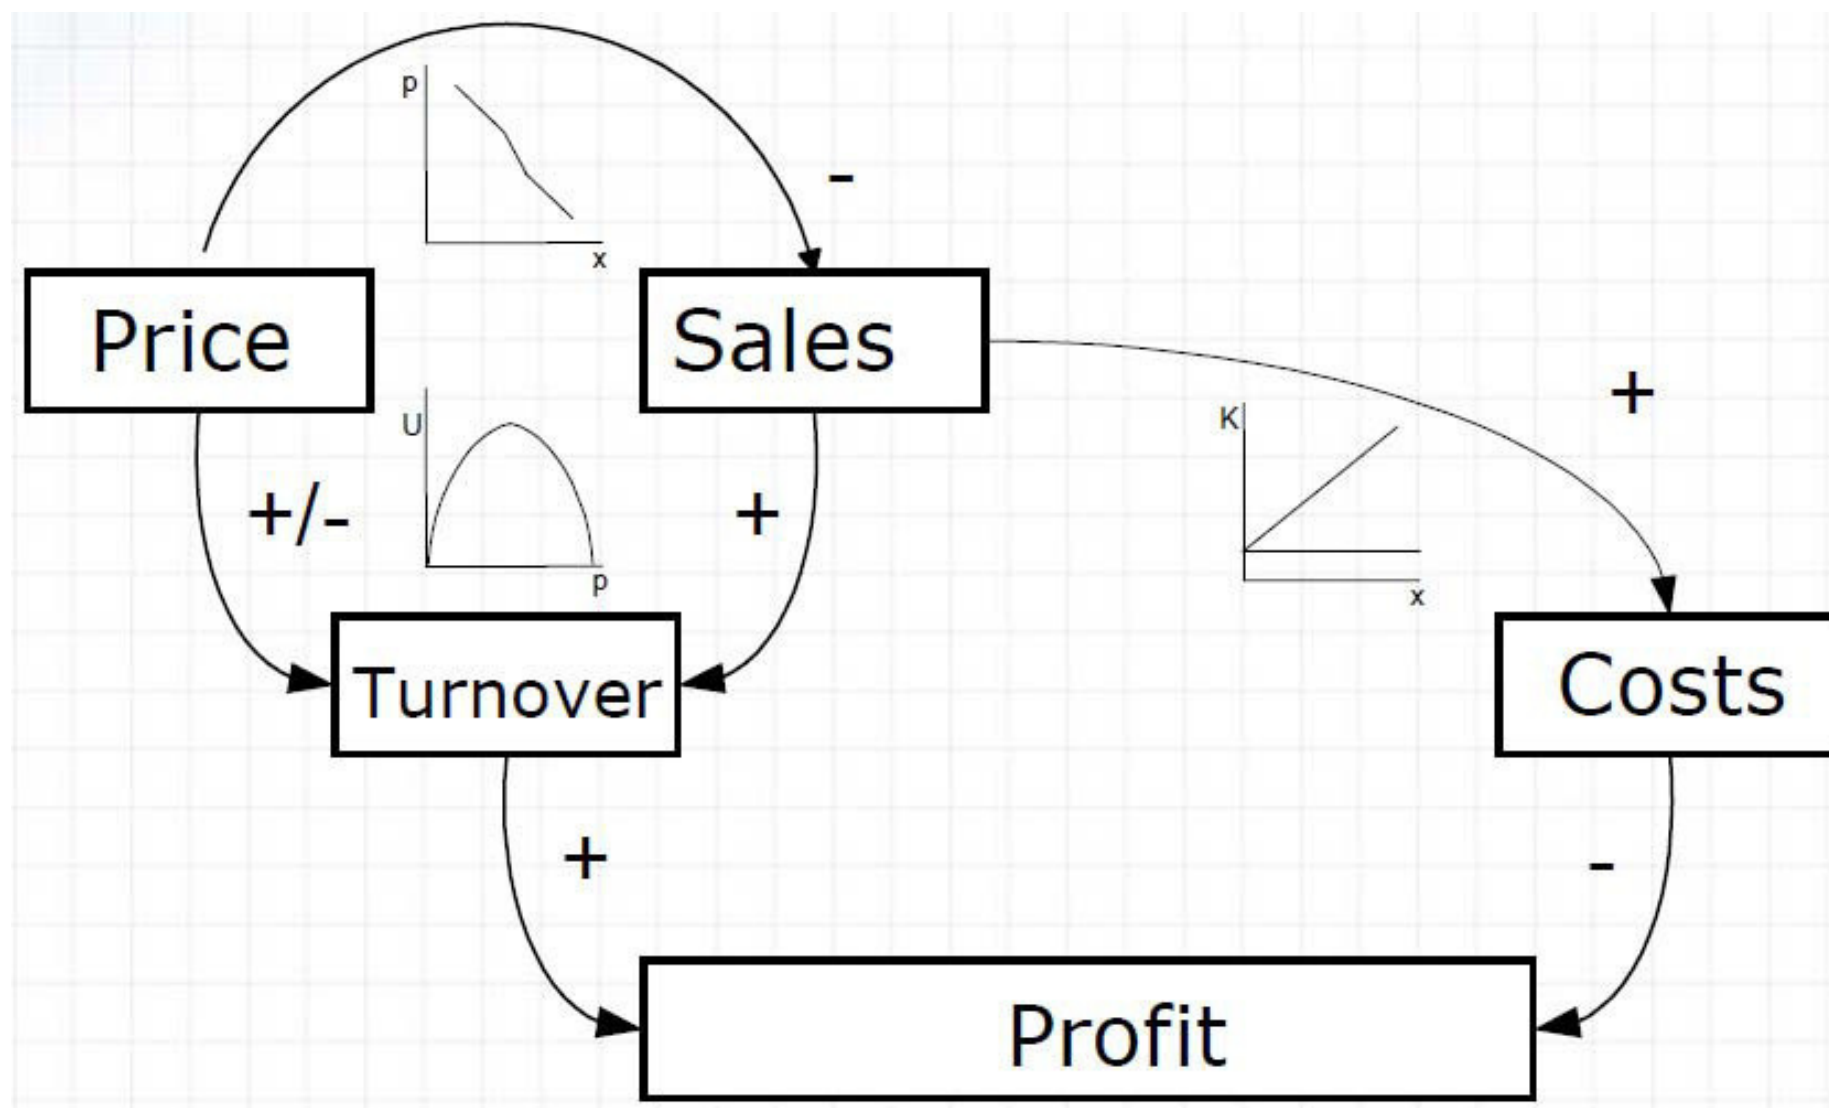 p
x
-
Price
Sales
+
U
K
+/-
+
p
x
Turnover
Costs
+
-
Profit